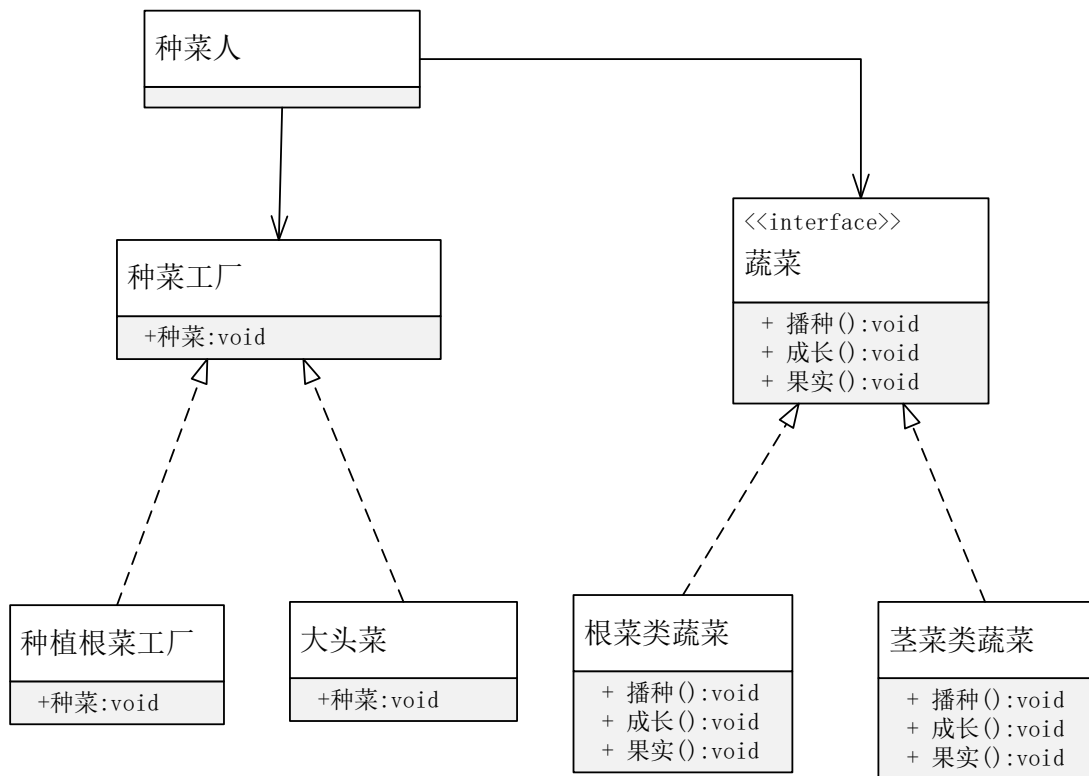 种菜人
种菜工厂
+种菜:void
<<interface>>
蔬菜
+ 播种():void
+ 成长():void
+ 果实():void
种植根菜工厂
+种菜:void
大头菜
+种菜:void
根菜类蔬菜
+ 播种():void
+ 成长():void
+ 果实():void
茎菜类蔬菜
+ 播种():void
+ 成长():void
+ 果实():void